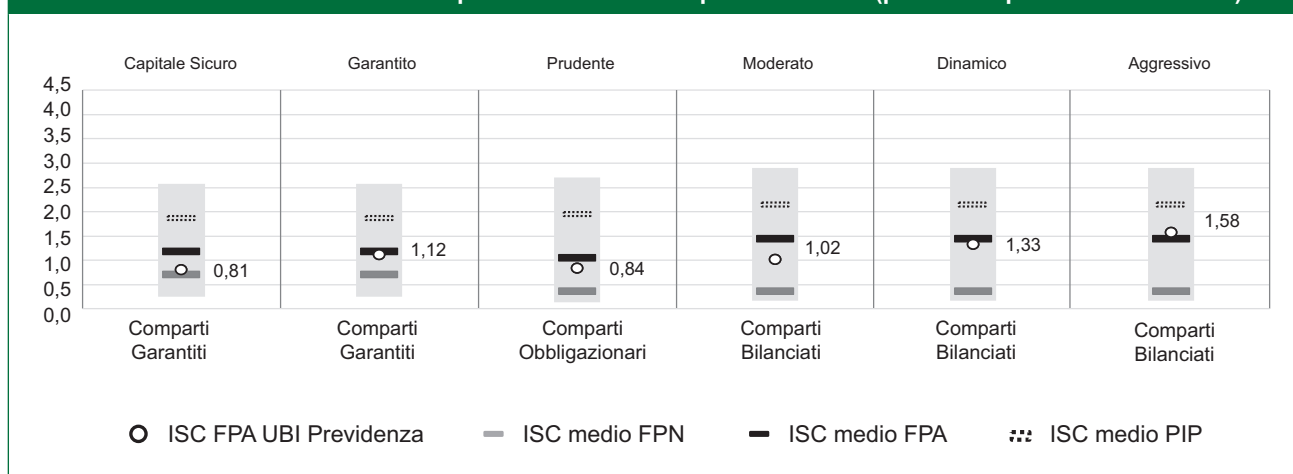 Capitale Sicuro Garantito Prudente Moderato Dinamico Aggressivo
4,5
4,0
3,5
3,0
2,5
2,0
1,5
1,0
0,5
0,0
0,81 1,12 0,84 1,02 1,33 1,58
Comparti Comparti Comparti Comparti Comparti Comparti
Garantiti Garantiti Obbligazionari Bilanciati Bilanciati Bilanciati
ISC FPA UBI Previdenza ISC medio FPN ISC medio FPA ISC medio PIP